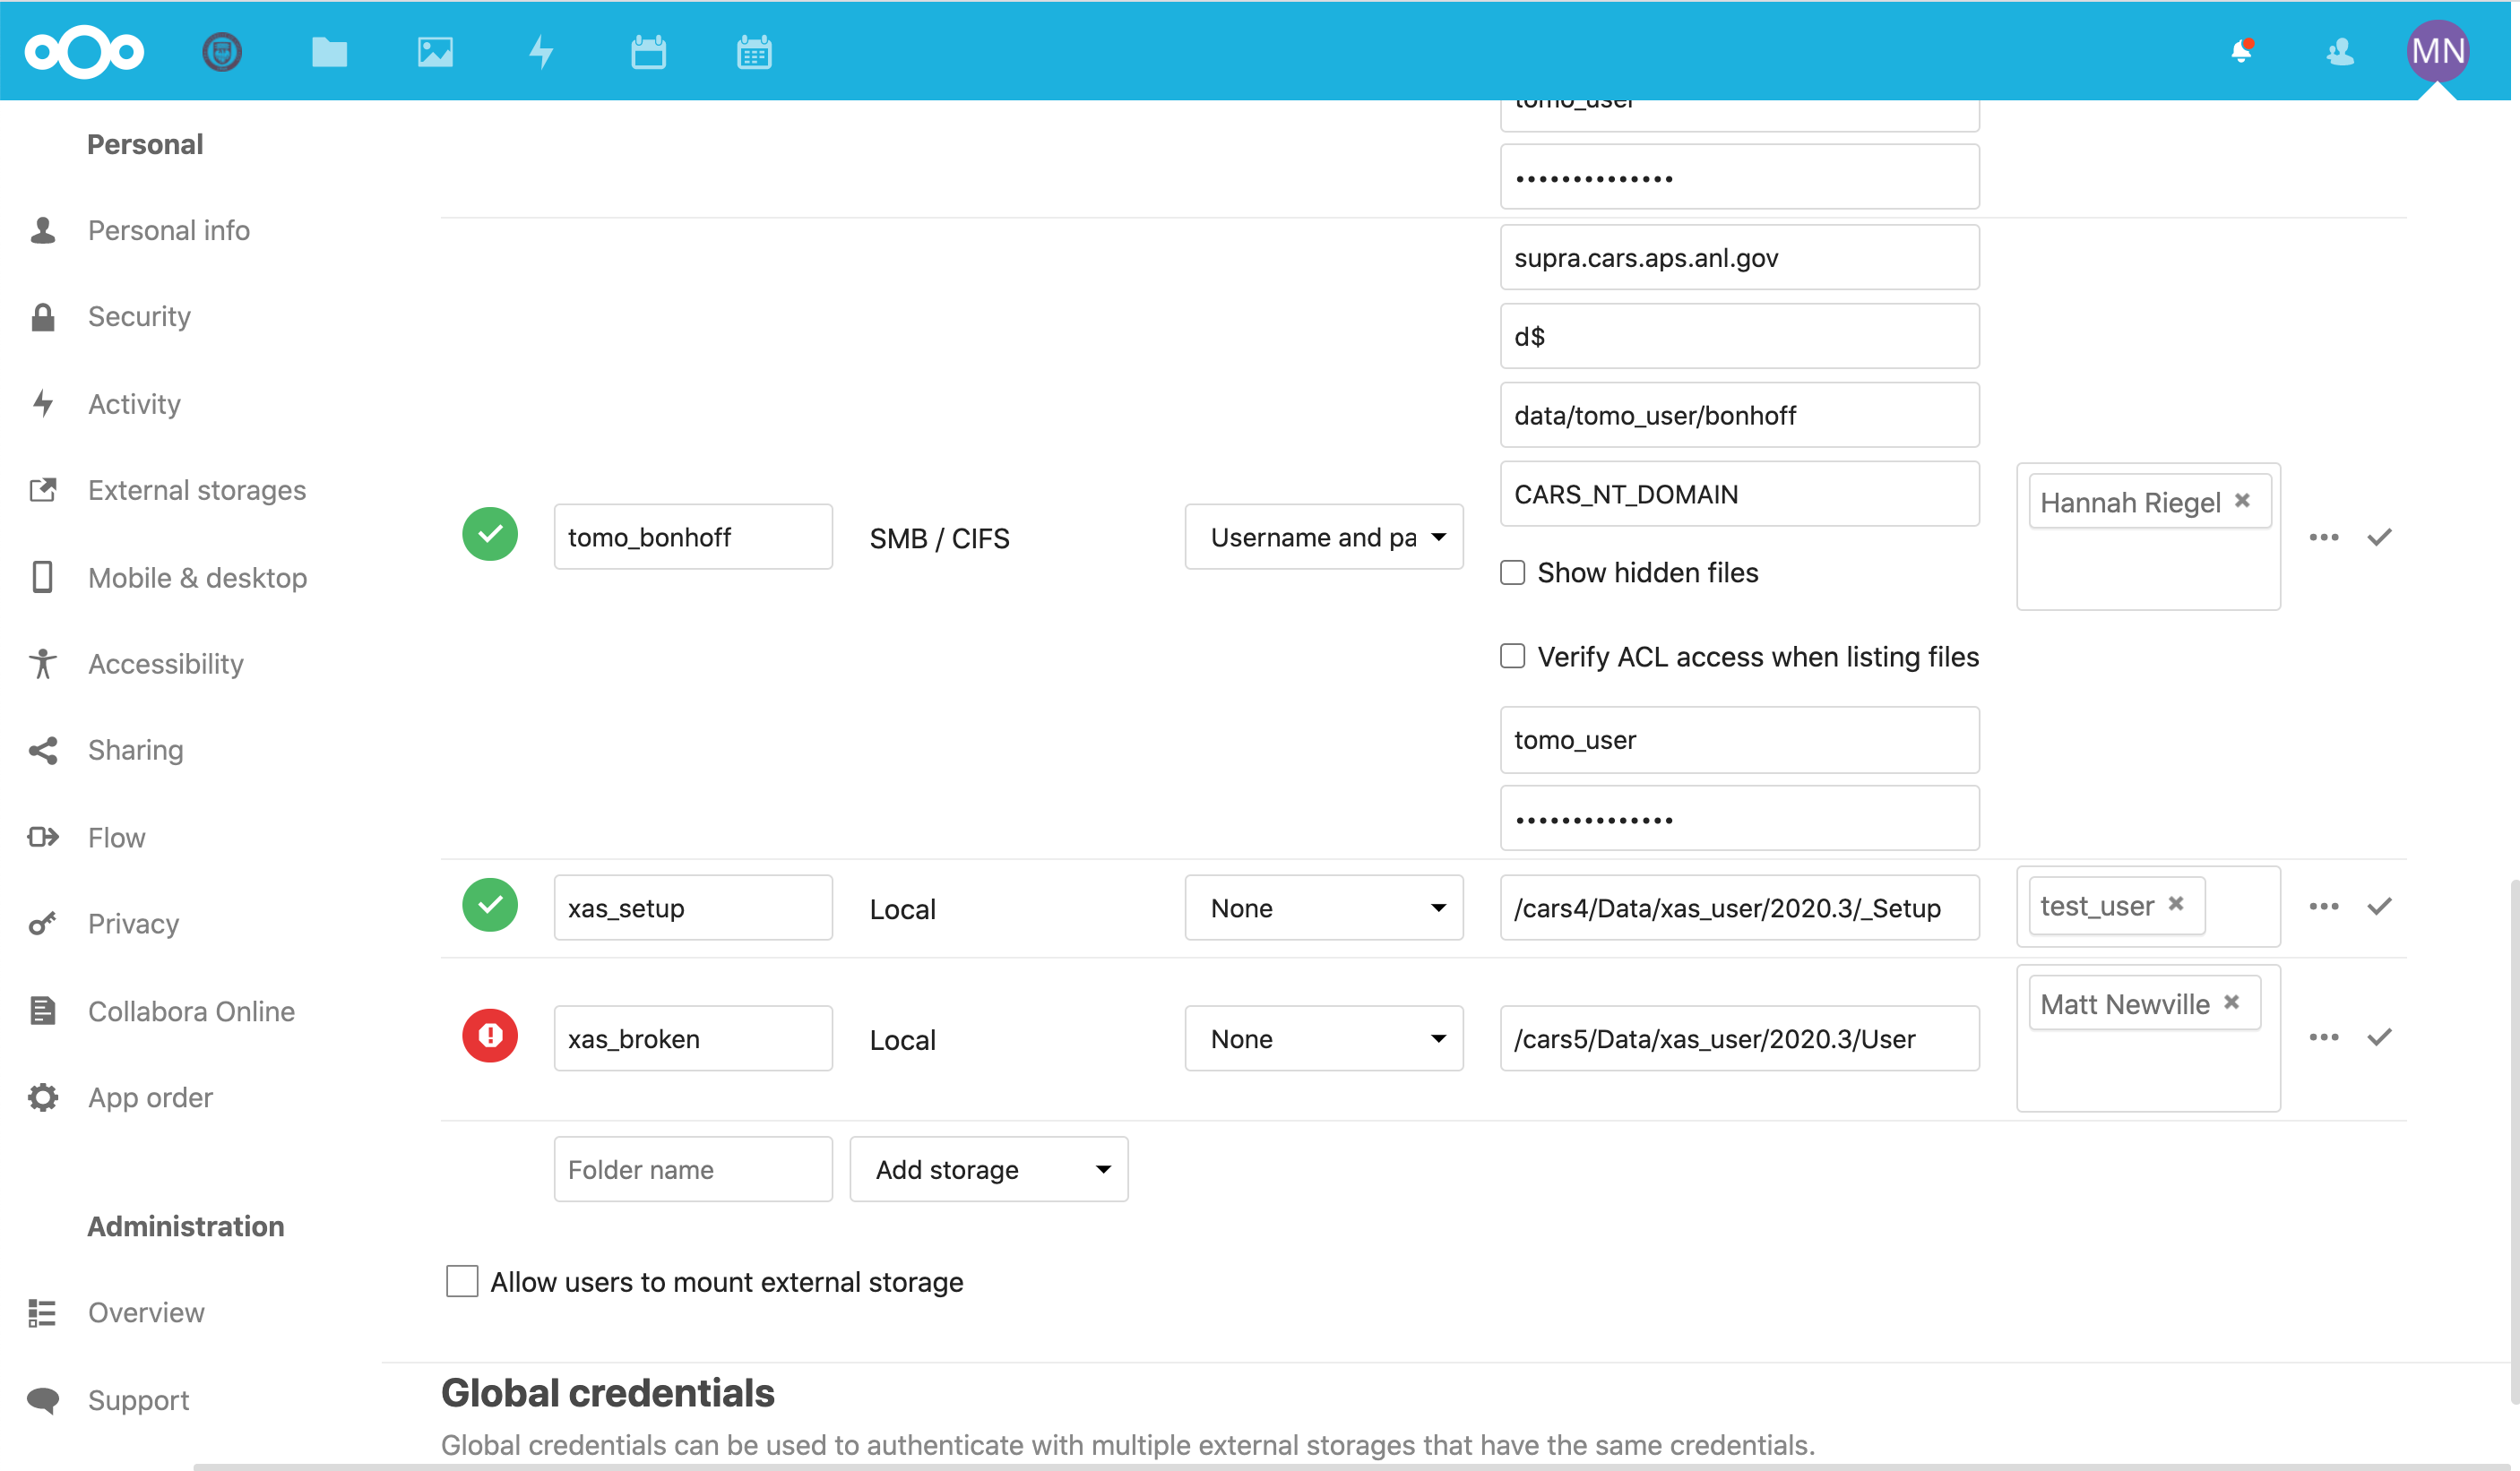 MN
Personal
Personal info
Security
Activity
External storages
Mobile & desktop
Accessibility
Sharing
Flow
Privacy
Collabora Online
App order
Administration
Overview
Support
tomo_user
••••••••••••••
supra.cars.aps.anl.gov
d$
data/tomo_user/bonhoff
CARS_NT_DOMAIN
tomo_bonhoff
SMB / CIFS
Username and pa
Hannah Riegel
Show hidden files
Verify ACL access when listing files
tomo_user
••••••••••••••
xas_setup
Local
None
/cars4/Data/xas_user/2020.3/_Setup
test_user
xas_broken
Local
None
/cars5/Data/xas_user/2020.3/User
Matt Newville
Folder name
Add storage
Allow users to mount external storage
Global credentials
Global credentials can be used to authenticate with multiple external storages that have the same credentials.